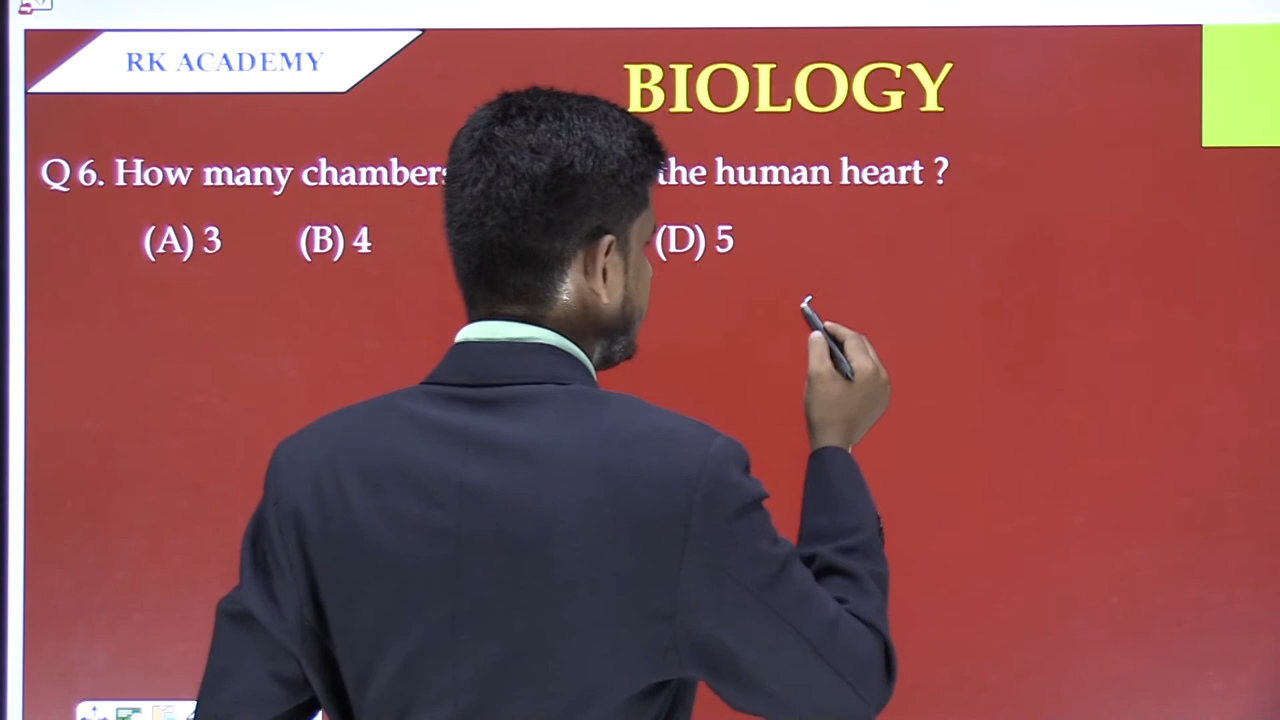 RK ACADEMY
BIOLOGY
Q 6. How many chambers the human heart ?
(A) 3 (B) 4 (D) 5